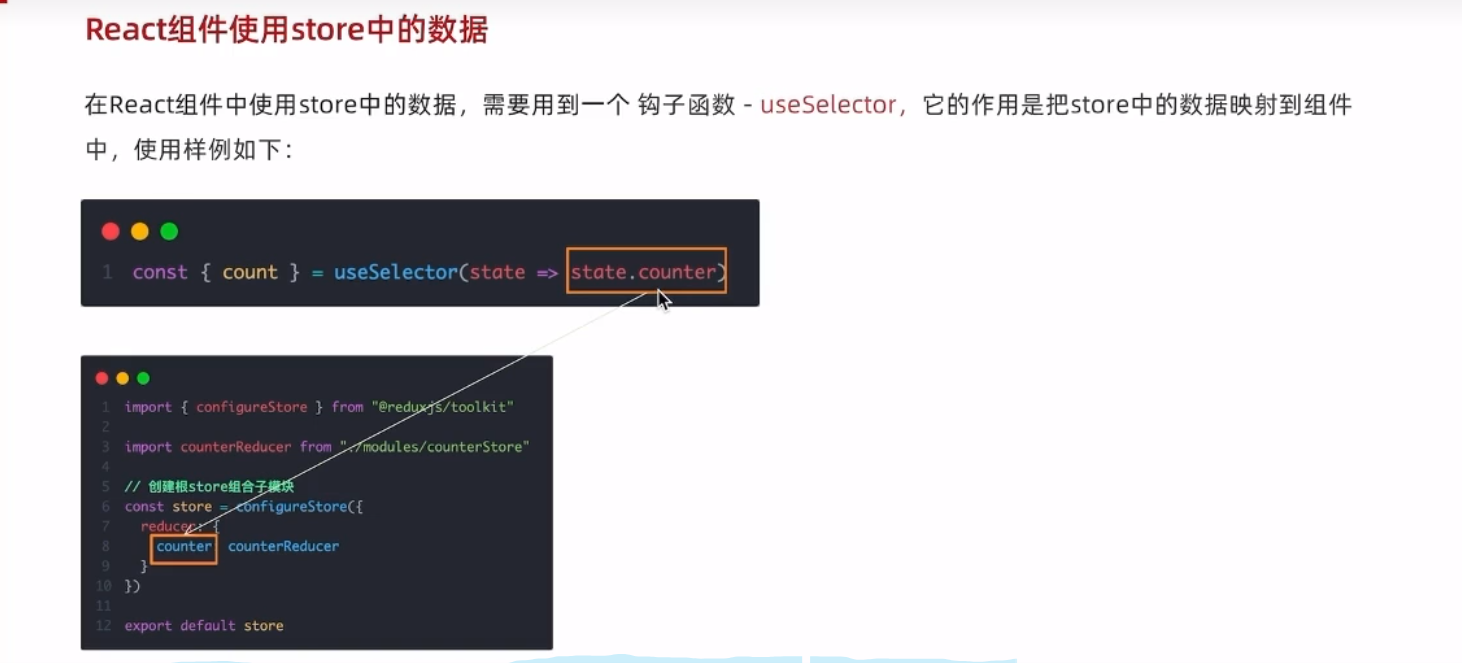 React组件使用store中的数据
在React组件中使用store中的数据，需要用到一个 钩子函数 - useSelector，它的作用是把store中的数据映射到组件
中，使用样例如下：
1 const { count } = useSelector(state => state.counter)
1 import { configureStore } from "@reduxjs/toolkit"
2
3 import counterReducer from "./modules/counterStore"
4
5 // 创建根store组合子模块
6 const store = configureStore({
7 reducer: {
8 counter counterReducer
9 }
10 })
11
12 export default store